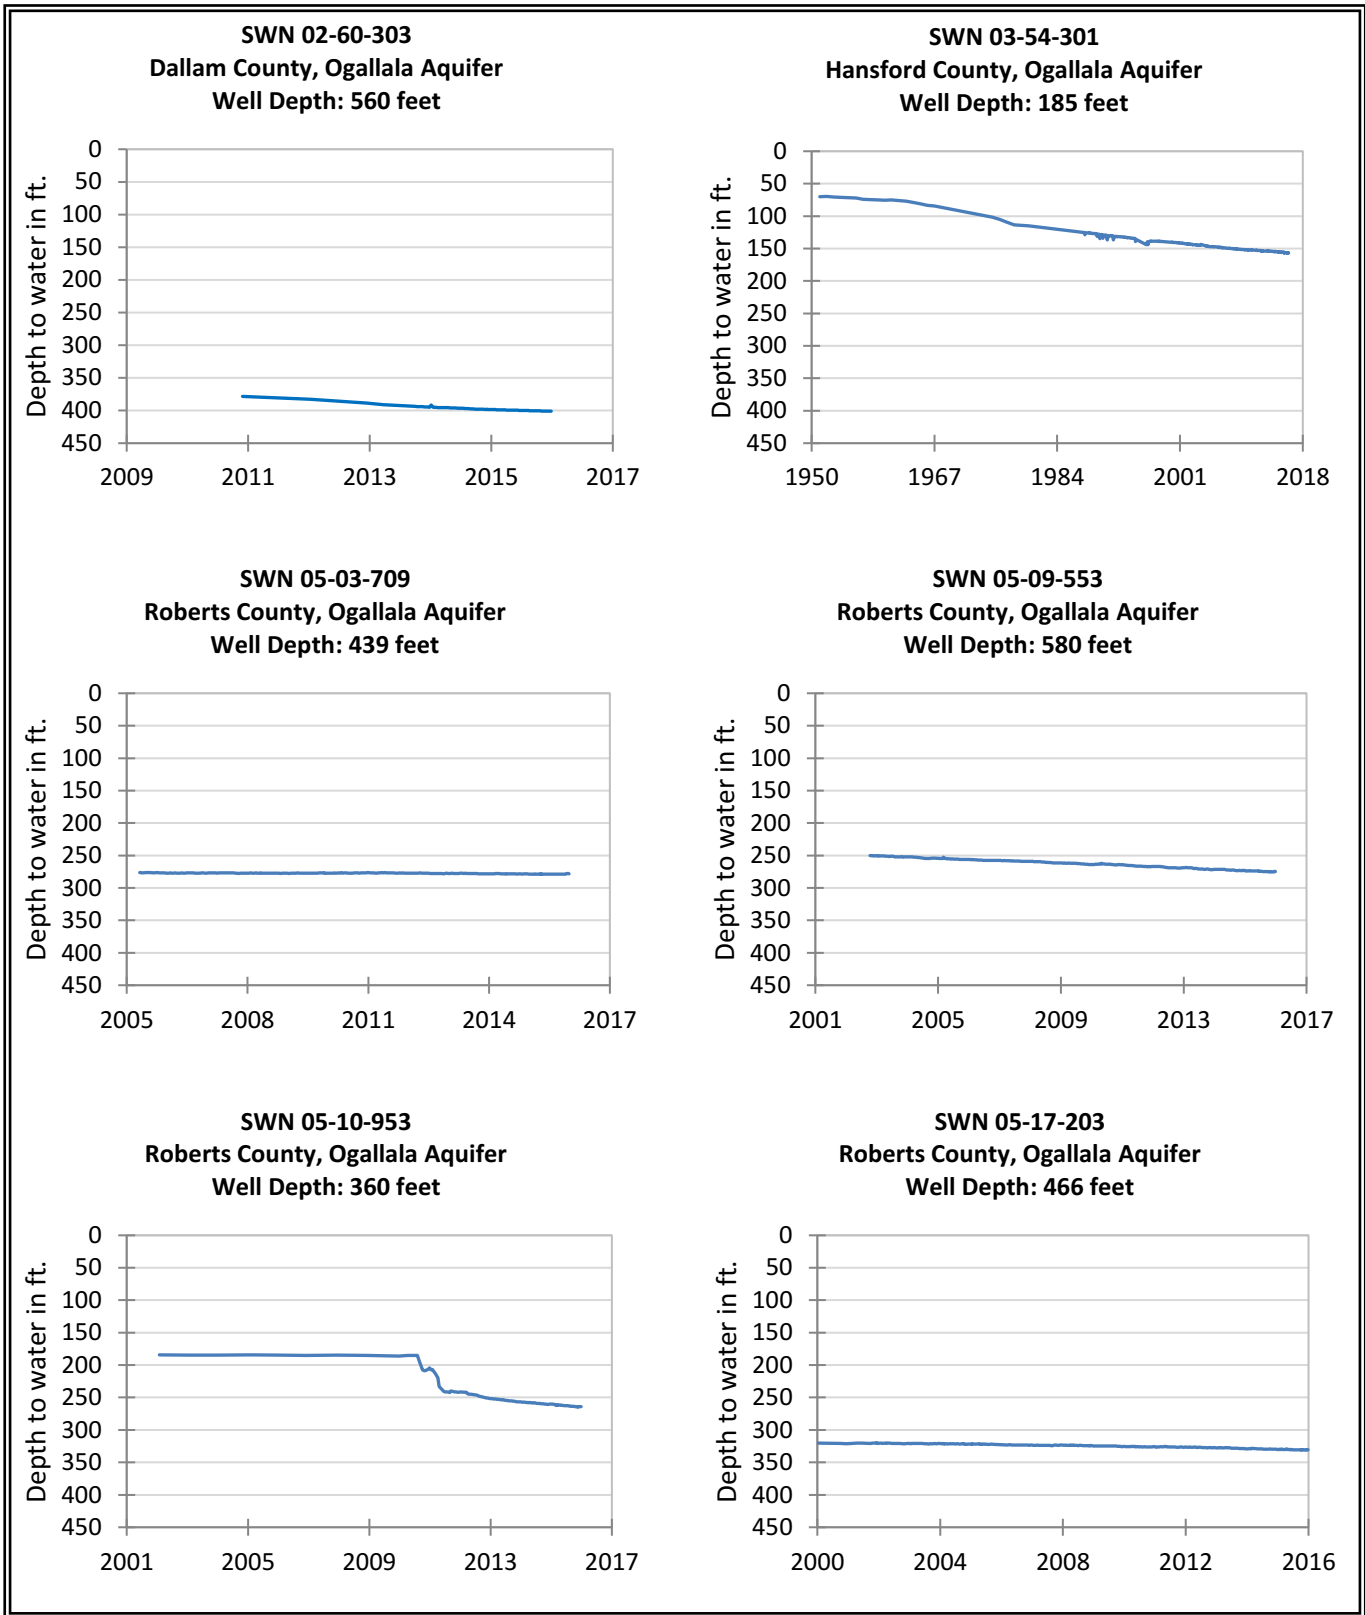 SWN 02-60-303
Dallam County, Ogallala Aquifer
Well Depth: 560 feet
Depth to water in ft.
0
50
100
150
200
250
300
350
400
450
2009 2011 2013 2015 2017
SWN 03-54-301
Hansford County, Ogallala Aquifer
Well Depth: 185 feet
Depth to water in ft.
0
50
100
150
200
250
300
350
400
450
1950 1967 1984 2001 2018
SWN 05-03-709
Roberts County, Ogallala Aquifer
Well Depth: 439 feet
Depth to water in ft.
0
50
100
150
200
250
300
350
400
450
2005 2008 2011 2014 2017
SWN 05-09-553
Roberts County, Ogallala Aquifer
Well Depth: 580 feet
Depth to water in ft.
0
50
100
150
200
250
300
350
400
450
2001 2005 2009 2013 2017
SWN 05-10-953
Roberts County, Ogallala Aquifer
Well Depth: 360 feet
Depth to water in ft.
0
50
100
150
200
250
300
350
400
450
2001 2005 2009 2013 2017
SWN 05-17-203
Roberts County, Ogallala Aquifer
Well Depth: 466 feet
Depth to water in ft.
0
50
100
150
200
250
300
350
400
450
2000 2004 2008 2012 2016